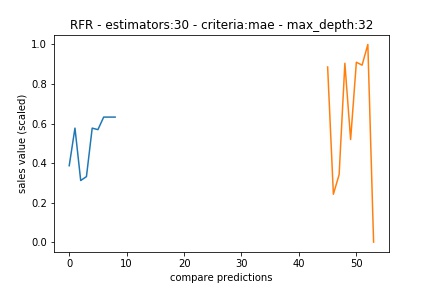 RFR - estimators:30 - criteria:mae - max_depth:32
sales value (scaled)
1.0
0.8
0.6
0.4
0.2
0.0
0 10 20 30 40 50
compare predictions